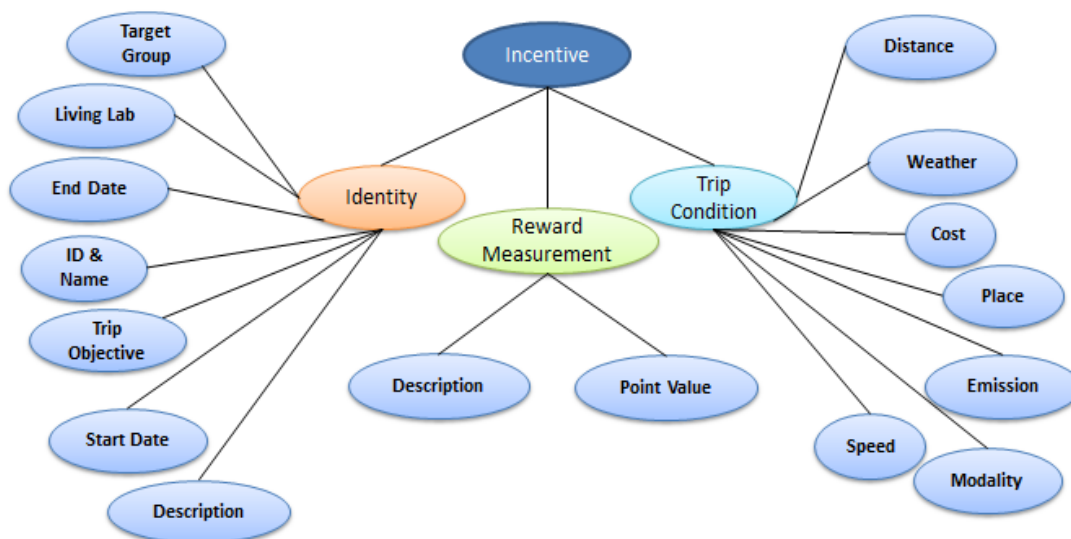 Incentive
Identity
Target
Group
Living Lab
End Date
ID &
Name
Trip
Objective
Start Date
Description
Reward
Measurement
Description
Point Value
Trip
Condition
Distance
Weather
Cost
Place
Emission
Modality
Speed